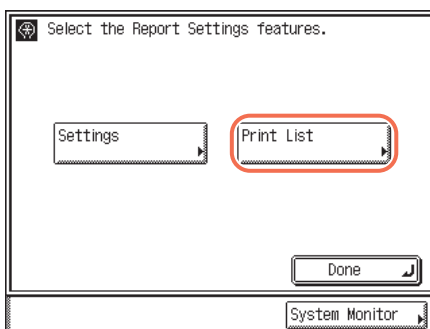 Select the Report Settings features.
Settings
Print List
Done
System Monitor